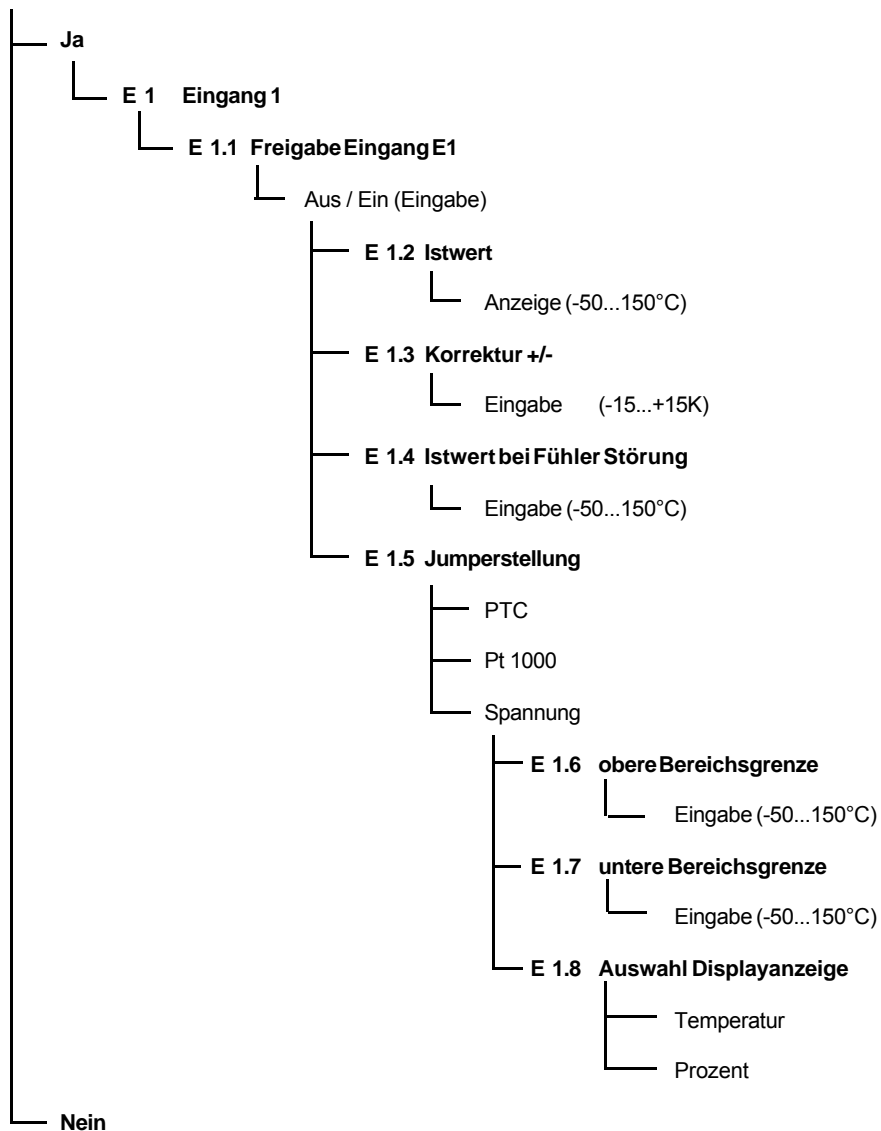 Ja
E 1 Eingang 1
E 1.1 Freigabe Eingang E1
Aus / Ein (Eingabe)
E 1.2 Istwert
Anzeige (-50...150°C)
E 1.3 Korrektur +/-
Eingabe (-15...+15K)
E 1.4 Istwert bei Fühler Störung
Eingabe (-50...150°C)
E 1.5 Jumperstellung
PTC
Pt 1000
Spannung
E 1.6 obere Bereichsgrenze
Eingabe (-50...150°C)
E 1.7 untere Bereichsgrenze
Eingabe (-50...150°C)
E 1.8 Auswahl Displayanzeige
Temperatur
Prozent
Nein